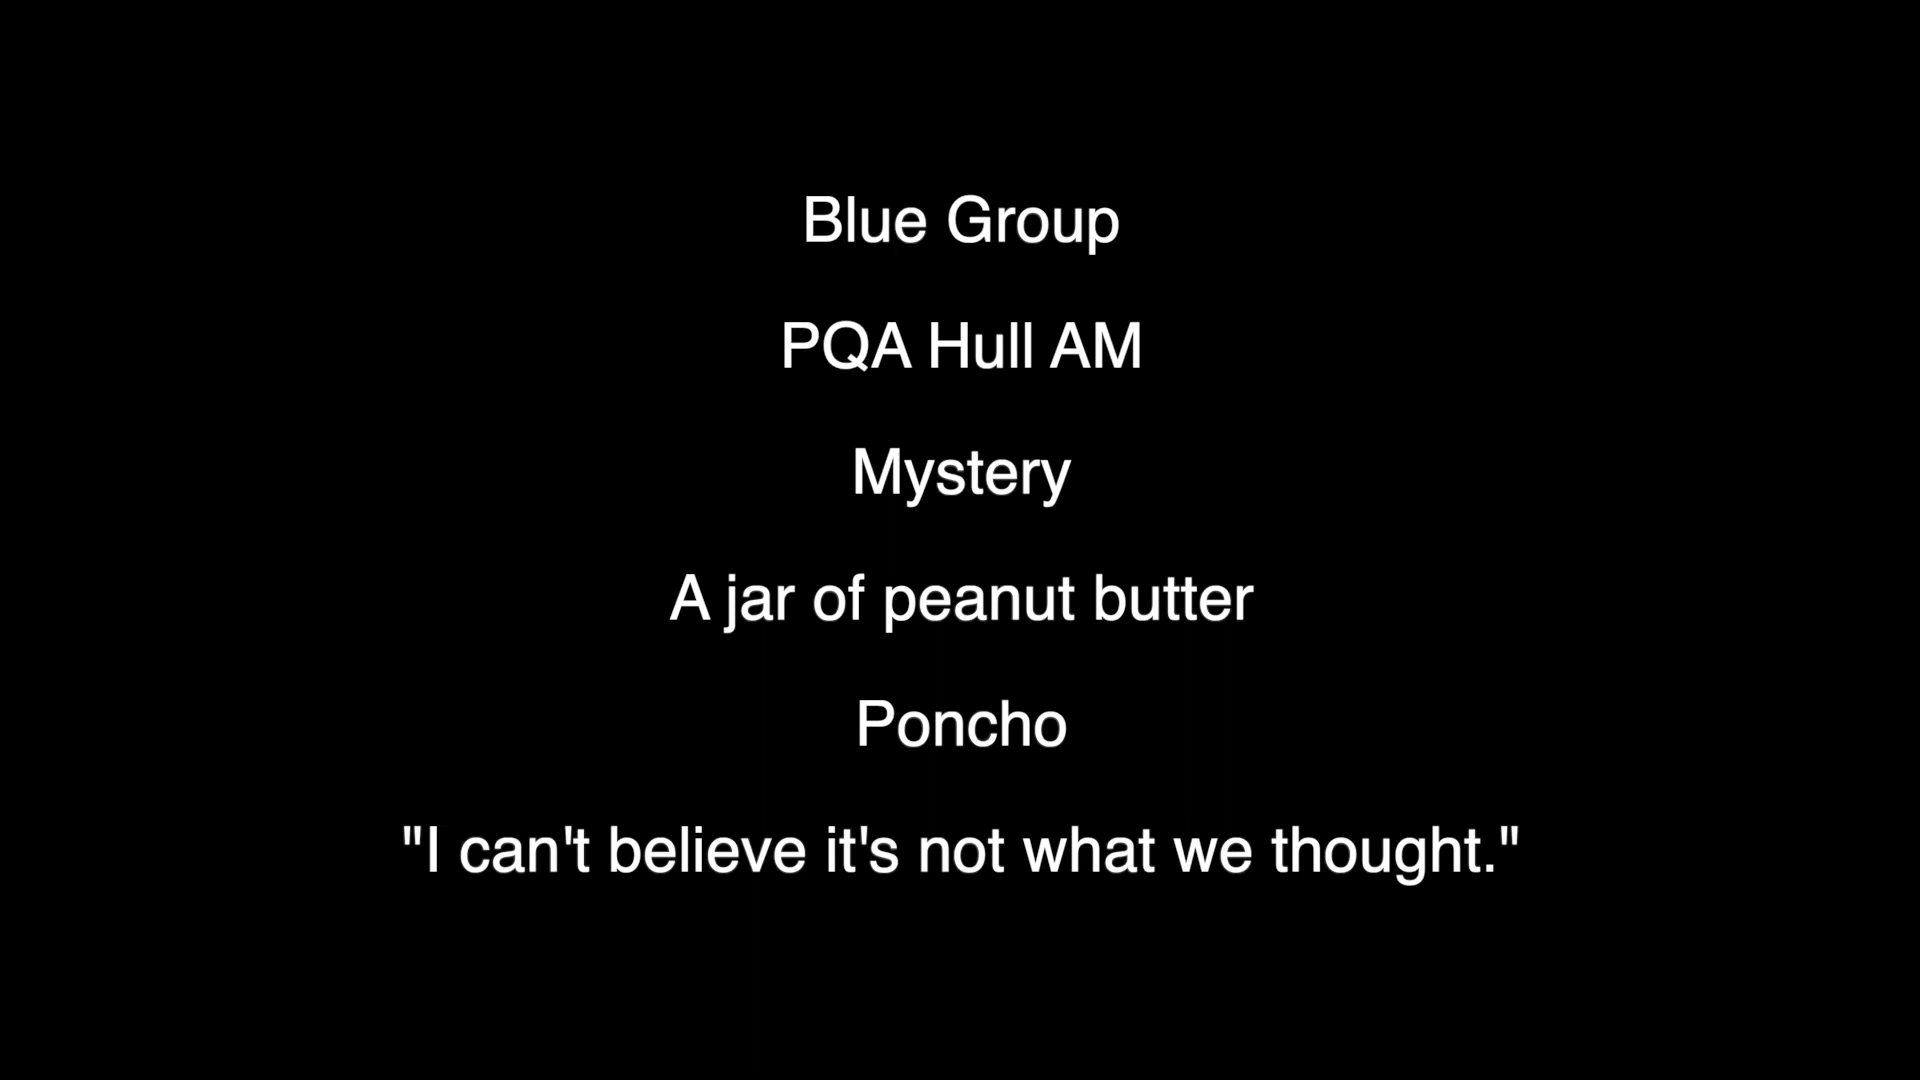 Blue Group
PQA Hull AM
Mystery
A jar of peanut butter
Poncho
"I can't believe it's not what we thought."